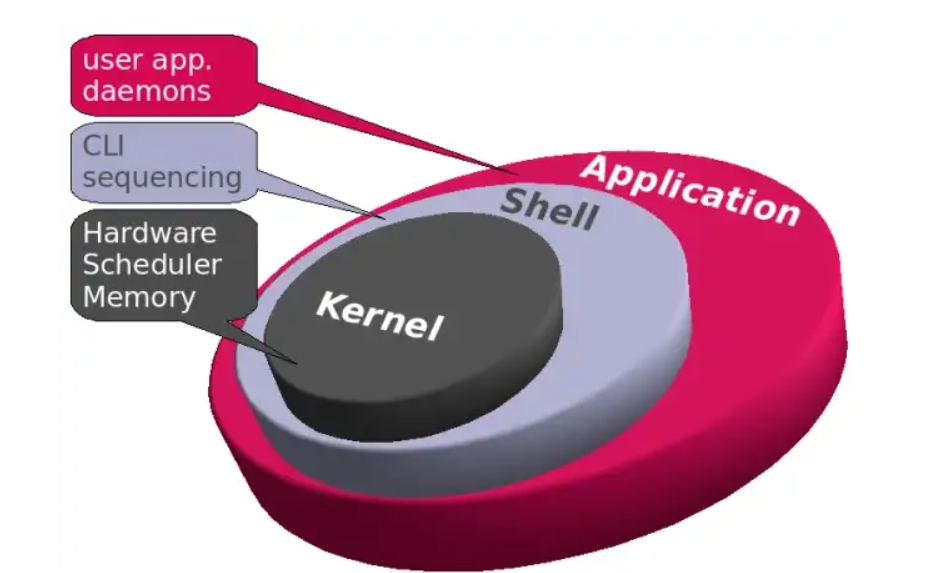 user app.
daemons
CLI
sequencing
Hardware
Scheduler
Memory
Application
Shell
Kernel